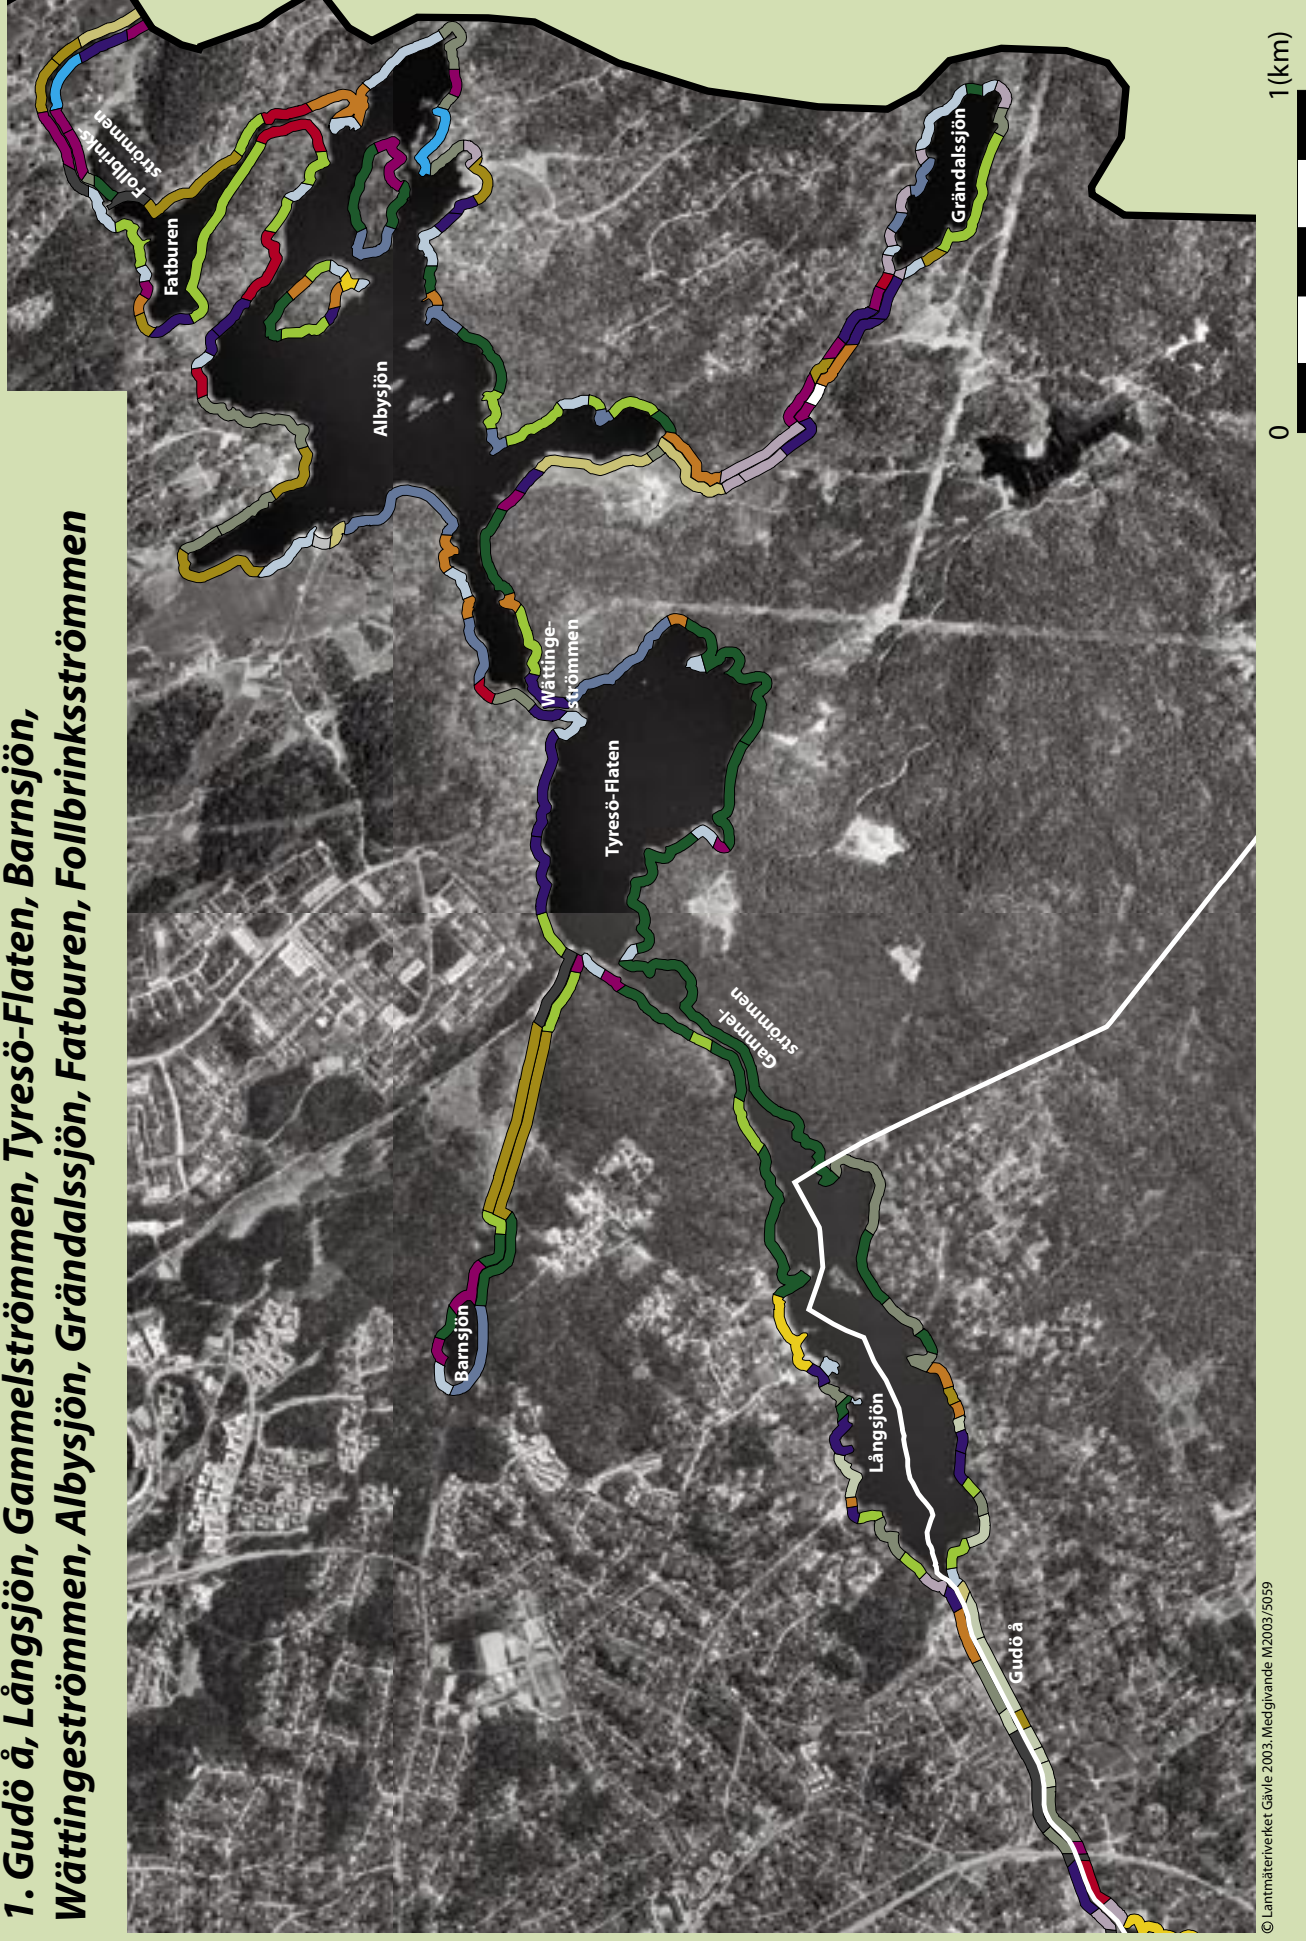 1. Gudö å, Långsjön, Gammelströmmen, Tyresö-Flaten, Barnsjön,
Wättingeströmmen, Albysjön, Grändalssjön, Fatburen, Follbrinksströmmen
Follbrinks-
strömmen
Fatburen
Albysjön
Grändalssjön
Wättinge-
strömmen
Tyresö-Flaten
Gammel-
strömmen
Barnsjön
Långsjön
Gudö å
0
1(km)
© Lantmäteriverket Gävle 2003. Medgivande M2003/5059